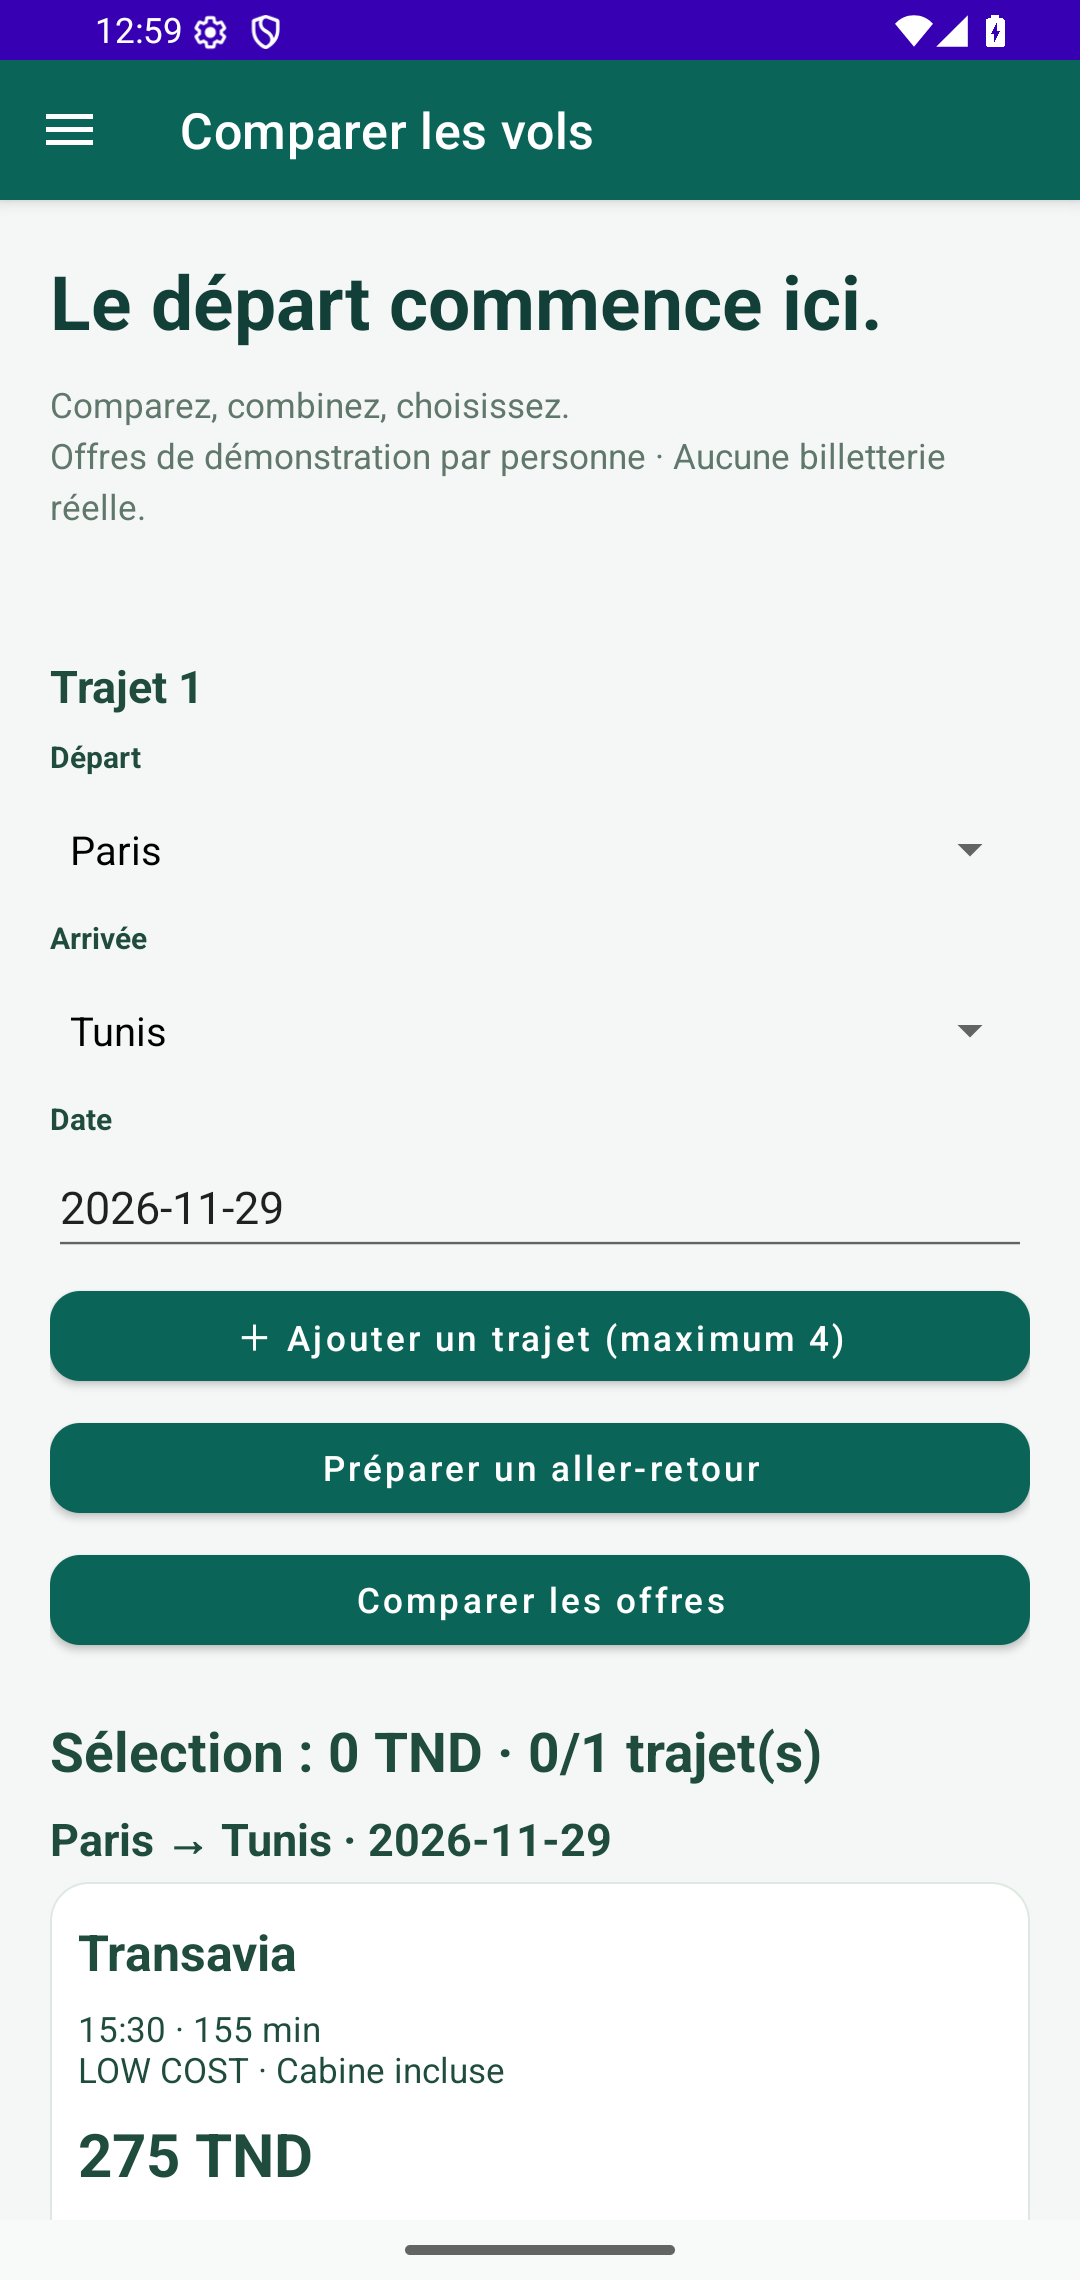 12:59
Comparer les vols
Le départ commence ici.
Comparez, combinez, choisissez.
Offres de démonstration par personne · Aucune billetterie
réelle.
Trajet 1
Départ
Paris
Arrivée
Tunis
Date
2026-11-29
+ Ajouter un trajet (maximum 4)
Préparer un aller-retour
Comparer les offres
Sélection : 0 TND · 0/1 trajet(s)
Paris → Tunis · 2026-11-29
Transavia
15:30 · 155 min
LOW COST · Cabine incluse
275 TND